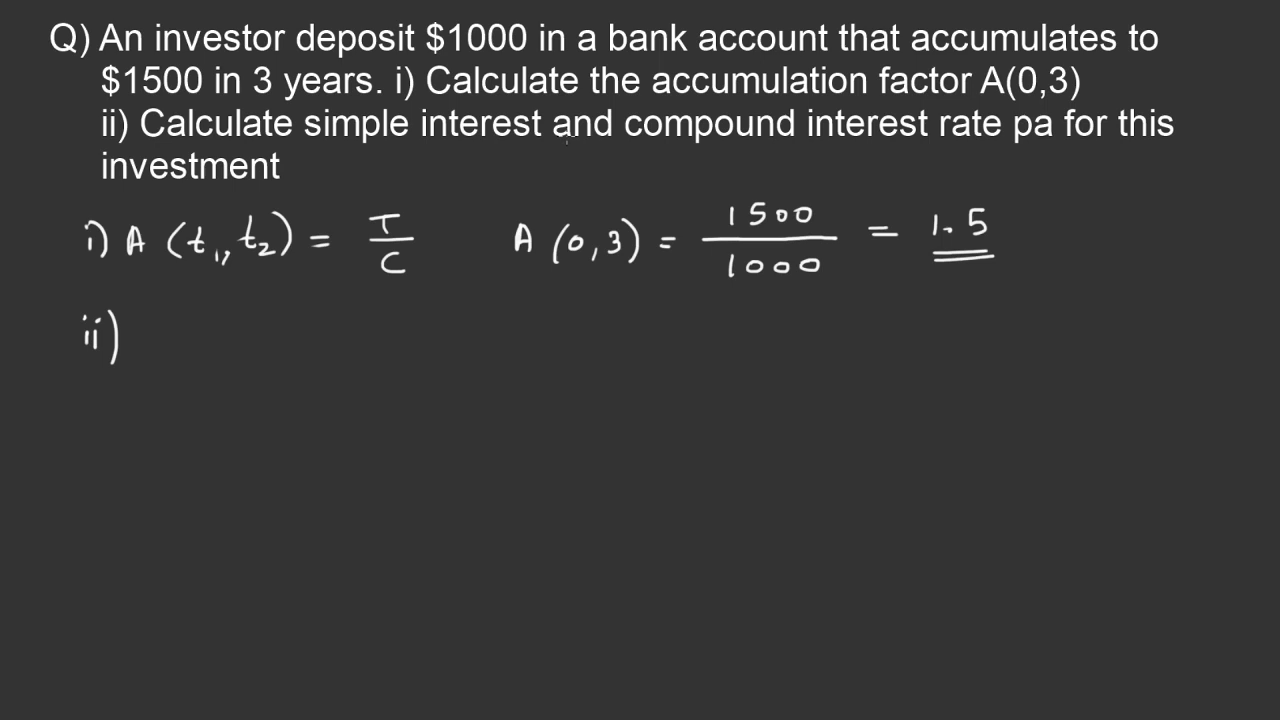 Q) An investor deposit $1000 in a bank account that accumulates to
$1500 in 3 years. i) Calculate the accumulation factor A(0,3)
ii) Calculate simple interest and compound interest rate pa for this
investment
i) A (t₁, t₂) = T/C A (0,3) = 1500/1000 = 1.5
ii)